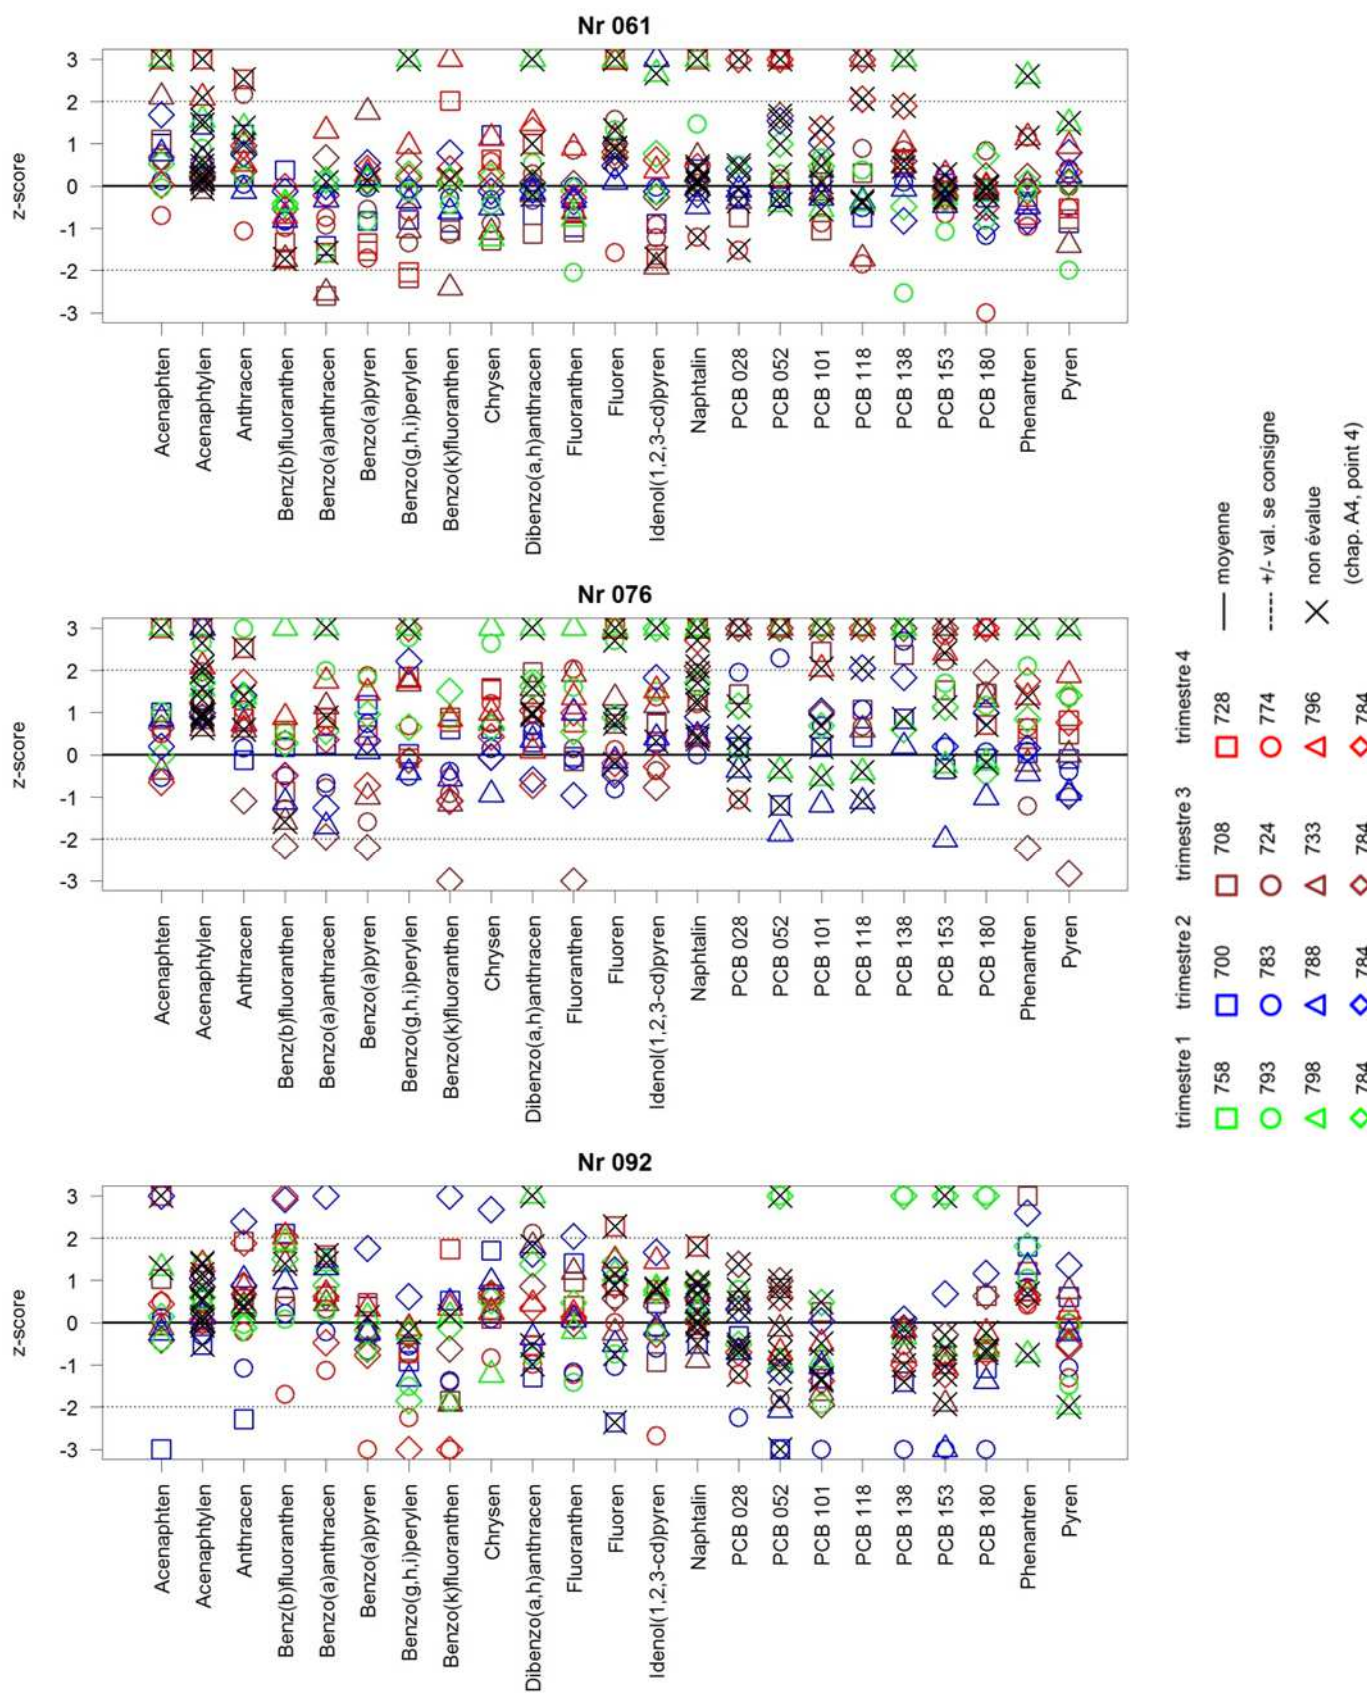 Nr 061
z-score
3
2
1
0
-1
-2
-3
Acenaphten
Acenaphtylen
Anthracen
Benz(b)fluoranthen
Benzo(a)anthracen
Benzo(a)pyren
Benzo(g,h,i)perylen
Benzo(k)fluoranthen
Chrysen
Dibenzo(a,h)anthracen
Fluoranthen
Fluoren
Idenol(1,2,3-cd)pyren
Naphtalin
PCB 028
PCB 052
PCB 101
PCB 118
PCB 138
PCB 153
PCB 180
Phenantren
Pyren
Nr 076
z-score
3
2
1
0
-1
-2
-3
Acenaphten
Acenaphtylen
Anthracen
Benz(b)fluoranthen
Benzo(a)anthracen
Benzo(a)pyren
Benzo(g,h,i)perylen
Benzo(k)fluoranthen
Chrysen
Dibenzo(a,h)anthracen
Fluoranthen
Fluoren
Idenol(1,2,3-cd)pyren
Naphtalin
PCB 028
PCB 052
PCB 101
PCB 118
PCB 138
PCB 153
PCB 180
Phenantren
Pyren
Nr 092
z-score
3
2
1
0
-1
-2
-3
Acenaphten
Acenaphtylen
Anthracen
Benz(b)fluoranthen
Benzo(a)anthracen
Benzo(a)pyren
Benzo(g,h,i)perylen
Benzo(k)fluoranthen
Chrysen
Dibenzo(a,h)anthracen
Fluoranthen
Fluoren
Idenol(1,2,3-cd)pyren
Naphtalin
PCB 028
PCB 052
PCB 101
PCB 118
PCB 138
PCB 153
PCB 180
Phenantren
Pyren
trimestre 1 trimestre 2 trimestre 3 trimestre 4
758 700 708 728 moyenne
793 783 724 774 +/- val. se consigne
798 788 733 796 non évalue
784 784 784 784 (chap. A4, point 4)